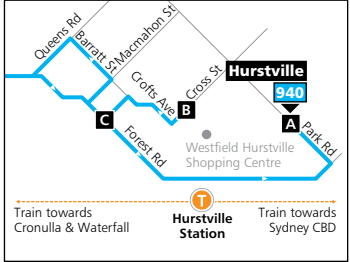 Queens Rd
Barratt St
Macmahon St
Crofts Ave
Cross St
Hurstville
940
B
A
C
Park Rd
Forest Rd
Westfield Hurstville
Shopping Centre
T
Train towards
Cronulla & Waterfall
Hurstville
Station
Train towards
Sydney CBD